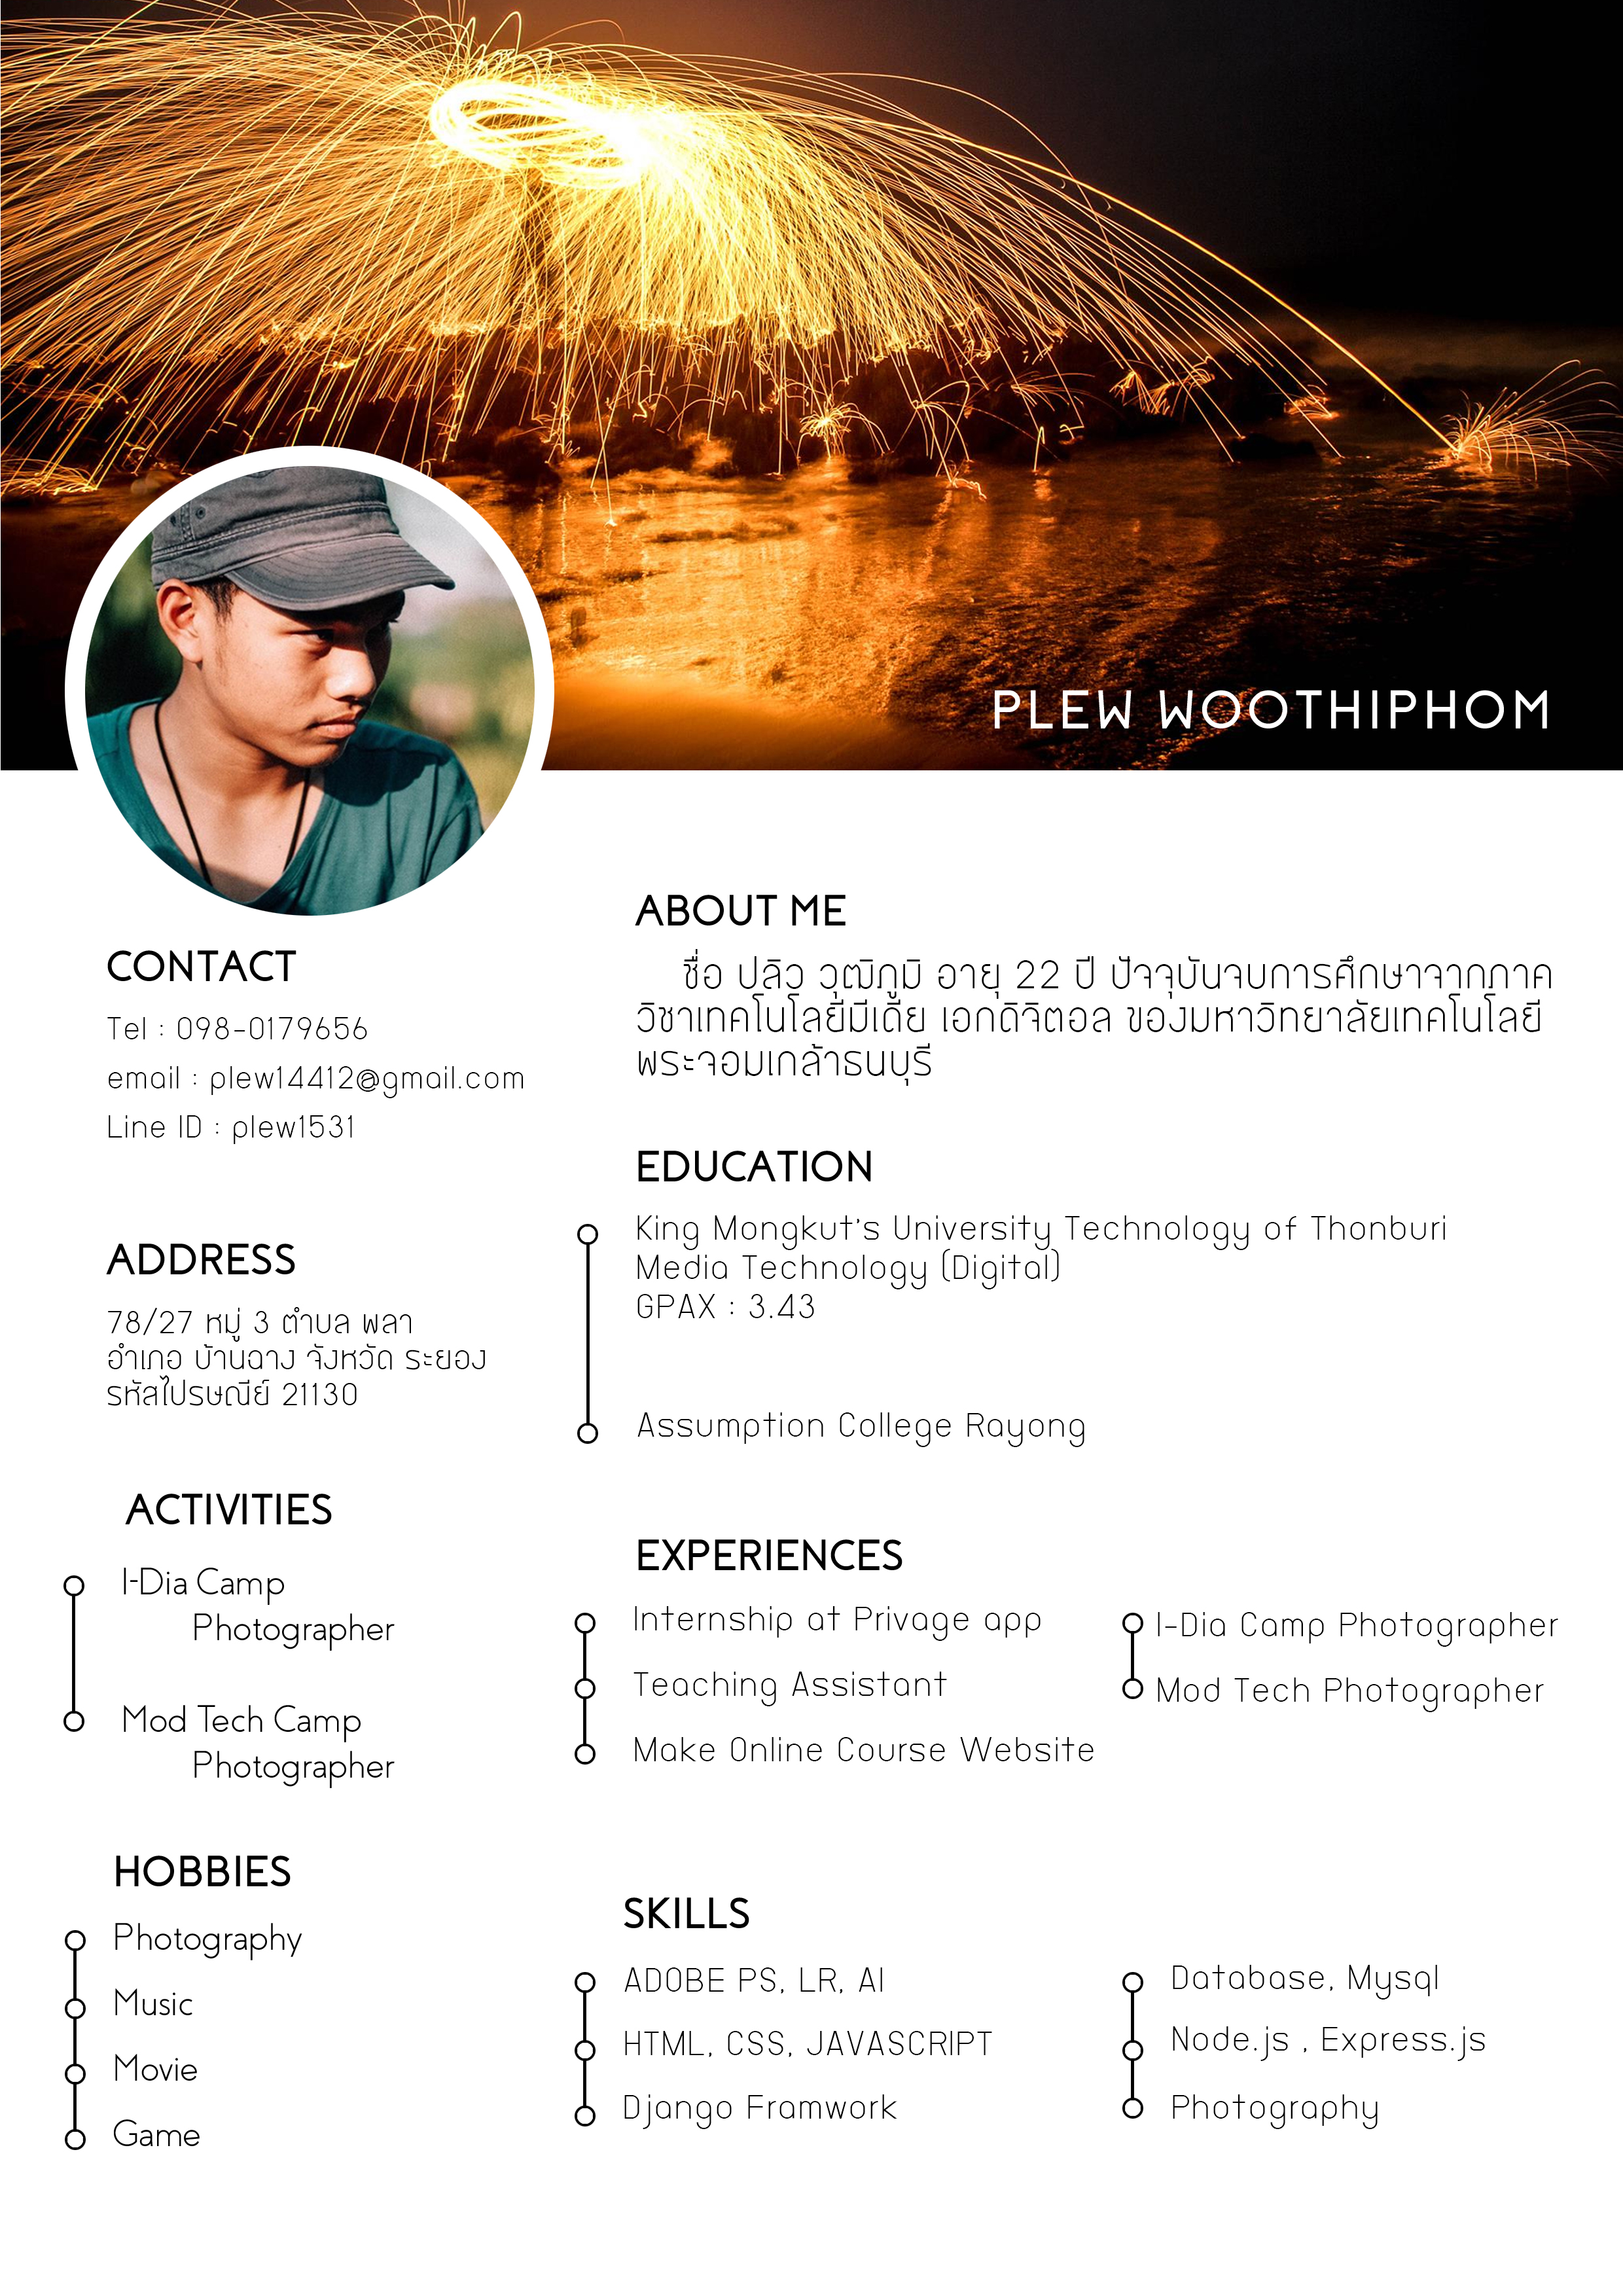 PLEW WOOTHIPHOM
CONTACT
Tel : 098-0179656
email : plew14412@gmail.com
Line ID : plew1531
ADDRESS
78/27 หมู่ 3 ตำบล พลา
อำเภอ บ้านฉาง จังหวัด ระยอง
รหัสไปรษณีย์ 21130
ACTIVITIES
I-Dia Camp
Photographer
Mod Tech Camp
Photographer
HOBBIES
Photography
Music
Movie
Game
ABOUT ME
ชื่อ ปลิว วุฒิภูมิ อายุ 22 ปี ปัจจุบันจบการศึกษาจากภาค
วิชาเทคโนโลยีมีเดีย เอกดิจิตอล ของมหาวิทยาลัยเทคโนโลยี
พระจอมเกล้าธนบุรี
EDUCATION
King Mongkut's University Technology of Thonburi
Media Technology (Digital)
GPAX : 3.43
Assumption College Rayong
EXPERIENCES
Internship at Privage app
Teaching Assistant
Make Online Course Website
I-Dia Camp Photographer
Mod Tech Photographer
SKILLS
ADOBE PS, LR, AI
HTML, CSS, JAVASCRIPT
Django Framwork
Database, Mysql
Node.js , Express.js
Photography